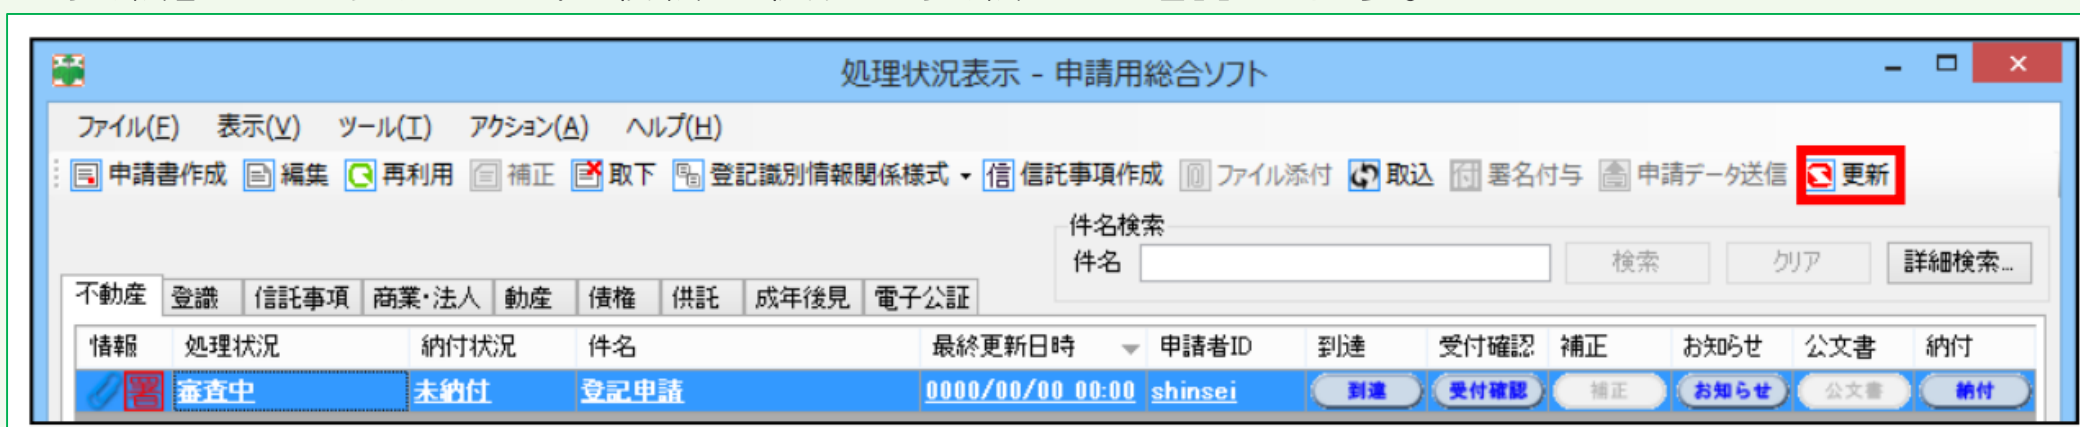 処理状況表示 - 申請用総合ソフト
ファイル(F) 表示(V) ツール(T) アクション(A) ヘルプ(H)
申請書作成 編集 再利用 補正 取下 登記識別情報関係様式 信 信託事項作成 ファイル添付 取込 付 署名付与 申請データ送信 更新
件名検索
件名 検索 クリア 詳細検索...
不動産 登識 信託事項 商業・法人 動産 債権 供託 成年後見 電子公証
情報 処理状況 納付状況 件名 最終更新日時 申請者ID 到達 受付確認 補正 お知らせ 公文書 納付
署 審査中 未納付 登記申請 0000/00/00 00:00 shinsei 到達 受付確認 補正 お知らせ 公文書 納付